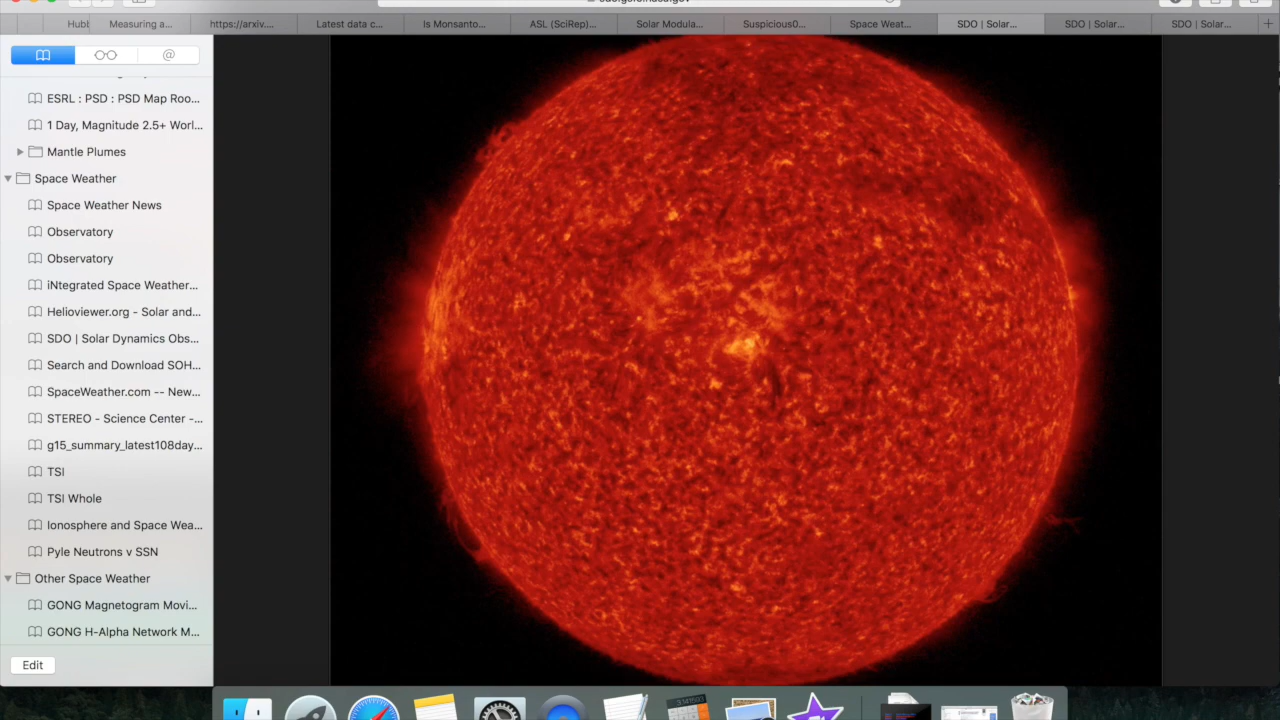 Hubb
Measuring a...
https://arxiv....
Latest data c...
Is Monsanto...
ASL (SciRep)...
Solar Modula...
Suspicious0...
Space Weat...
SDO | Solar...
SDO | Solar...
SDO | Solar...
ESRL : PSD : PSD Map Roo...
1 Day, Magnitude 2.5+ Worl...
Mantle Plumes
Space Weather
Space Weather News
Observatory
Observatory
iNtegrated Space Weather...
Helioviewer.org - Solar and...
SDO | Solar Dynamics Obs...
Search and Download SOH...
SpaceWeather.com -- New...
STEREO - Science Center -...
g15_summary_latest108day...
TSI
TSI Whole
Ionosphere and Space Wea...
Pyle Neutrons v SSN
Other Space Weather
GONG Magnetogram Movi...
GONG H-Alpha Network M...
Edit